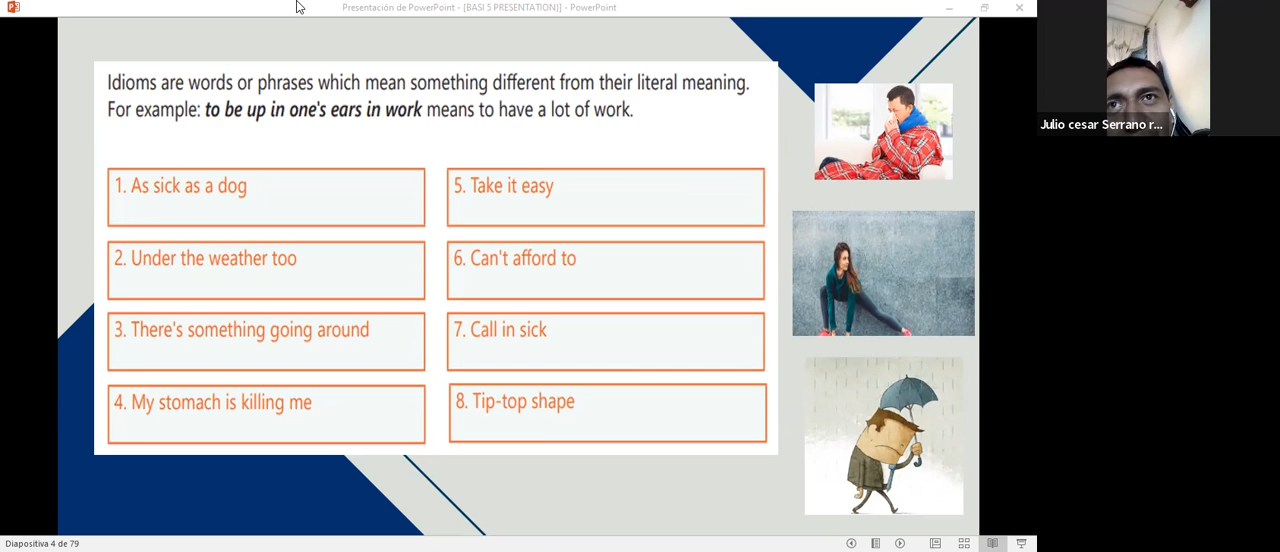 Presentación de PowerPoint - [BASI 5 PRESENTATION)] - PowerPoint
Idioms are words or phrases which mean something different from their literal meaning.
For example: to be up in one's ears in work means to have a lot of work.
1. As sick as a dog
2. Under the weather too
3. There's something going around
4. My stomach is killing me
5. Take it easy
6. Can't afford to
7. Call in sick
8. Tip-top shape
Julio cesar Serrano r...
Diapositiva 4 de 79